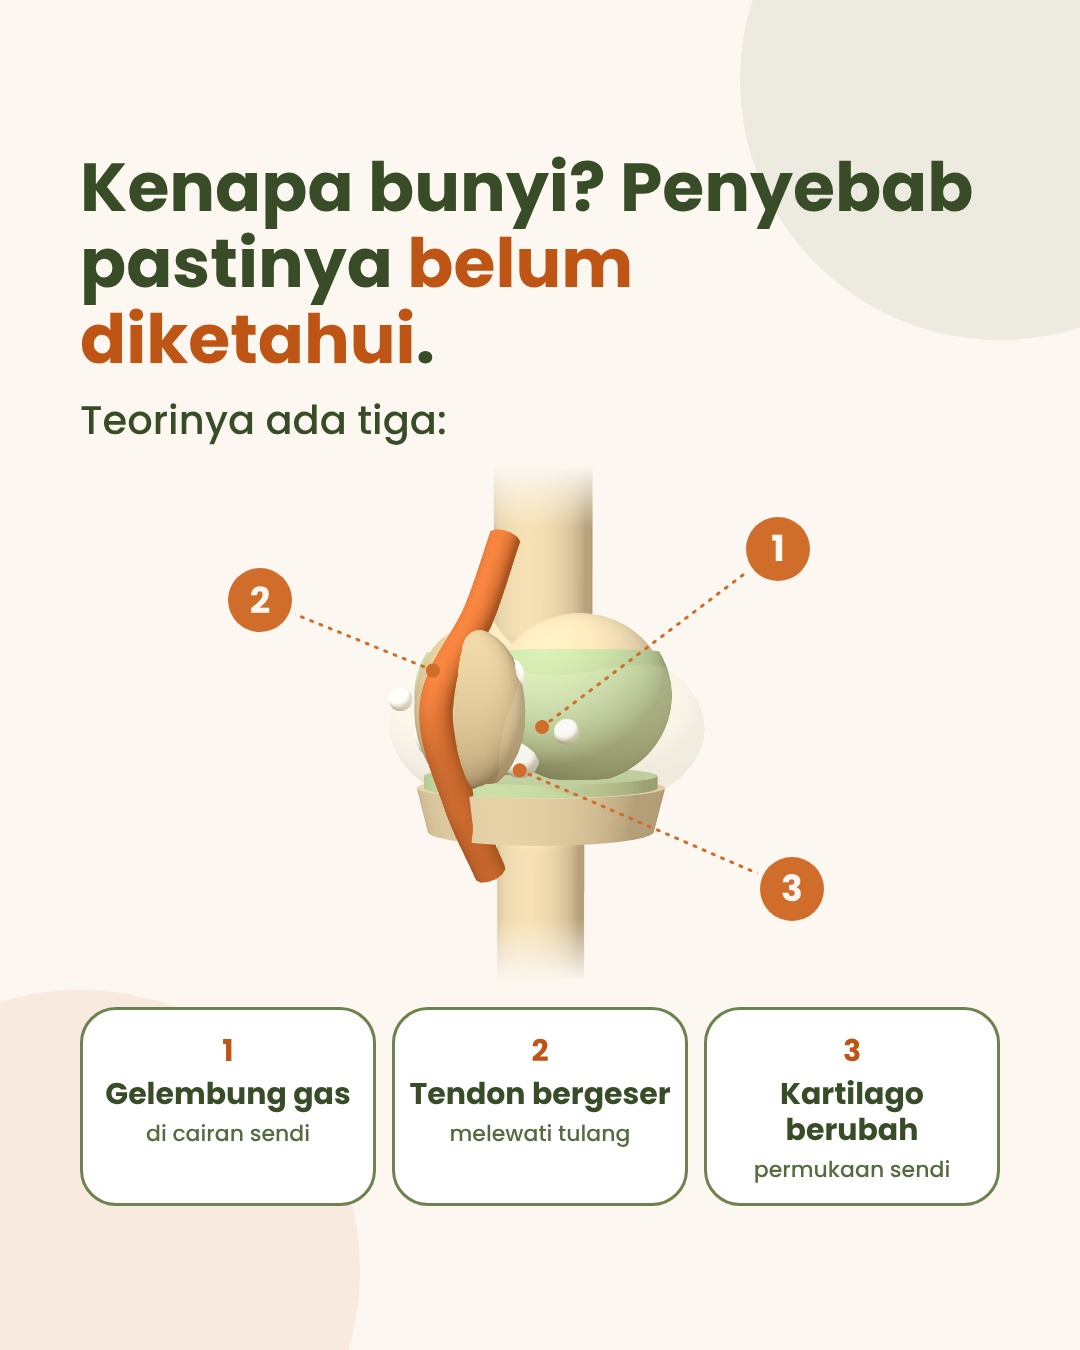 Kenapa bunyi? Penyebab
pastinya belum
diketahui.
Teorinya ada tiga:
1
2
3
1
Gelembung gas
di cairan sendi
2
Tendon bergeser
melewati tulang
3
Kartilago
berubah
permukaan sendi